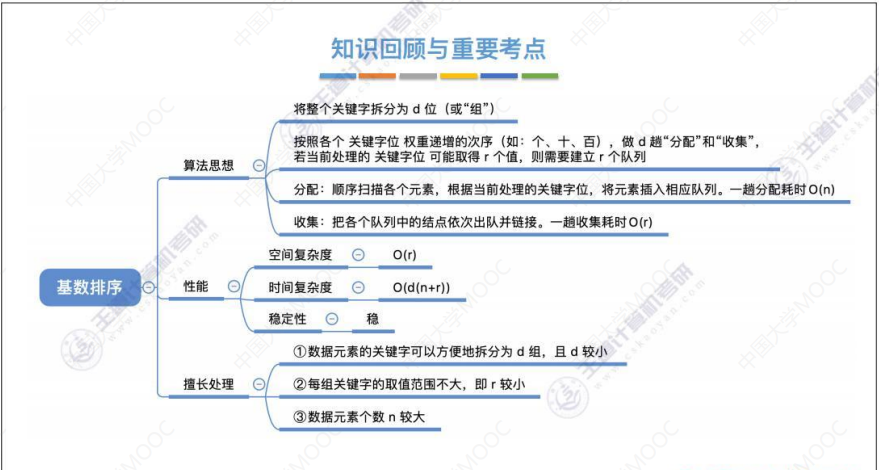 知识回顾与重要考点
将整个关键字拆分为 d 位（或“组”）
按照各个 关键字位 权重递增的次序（如：个、十、百），做 d 趟“分配”和“收集”，
若当前处理的 关键字位 可能取得 r 个值，则需要建立 r 个队列
算法思想
分配：顺序扫描各个元素，根据当前处理的关键字位，将元素插入相应队列。一趟分配耗时O(n)
收集：把各个队列中的结点依次出队并链接。一趟收集耗时O(r)
基数排序
性能
空间复杂度
O(r)
时间复杂度
O(d(n+r))
稳定性
稳
擅长处理
①数据元素的关键字可以方便地拆分为 d 组，且 d 较小
②每组关键字的取值范围不大，即 r 较小
③数据元素个数 n 较大
中国大学MOOC
王道计算机考研
www.cskaoyan.com